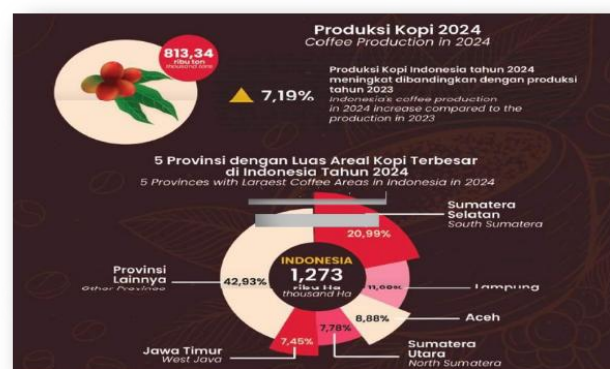 Produksi Kopi 2024
Coffee Production in 2024
813,34
ribu ton
thousand tons
7,19%
Produksi Kopi Indonesia tahun 2024
meningkat dibandingkan dengan produksi
tahun 2023
Indonesia's coffee production
in 2024 increase compared to the
production in 2023
5 Provinsi dengan Luas Areal Kopi Terbesar
di Indonesia Tahun 2024
5 Provinces with Largest Coffee Areas in Indonesia in 2024
Sumatera
Selatan
South Sumatera
20,99%
INDONESIA
1,273
ribu Ha
thousand Ha
Provinsi
Lainnya
Other Province
42,93%
Lampung
8,88%
Aceh
7,78%
Sumatera
Utara
North Sumatera
7,45%
Jawa Timur
West Java